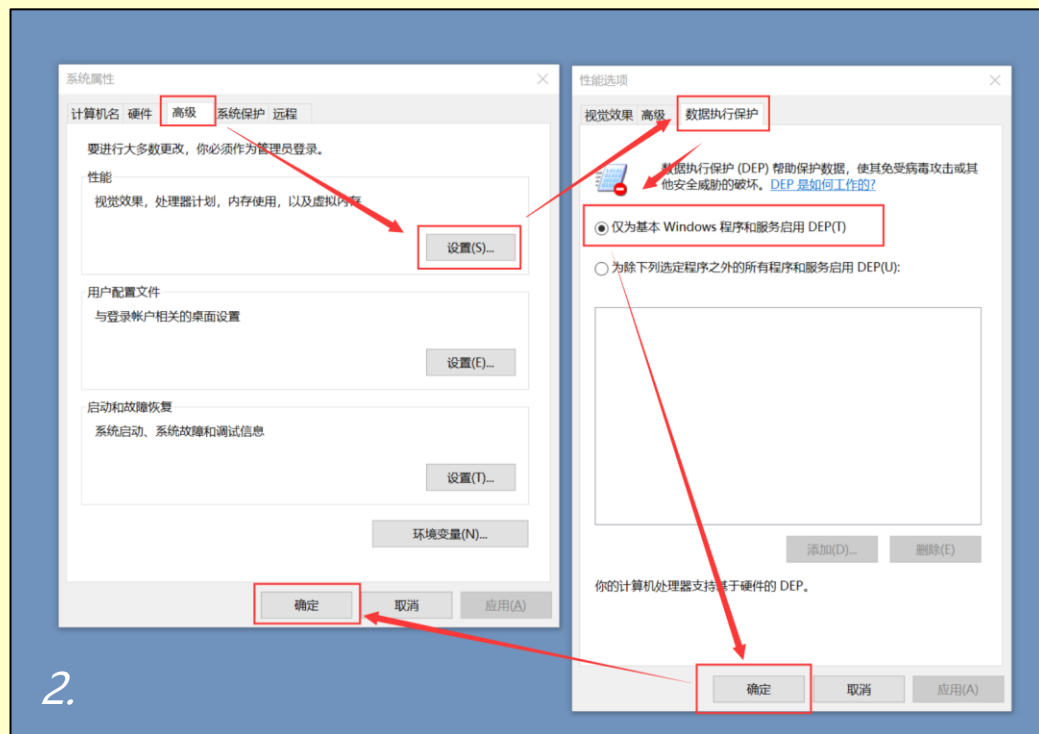 系统属性
计算机名 硬件 高级 系统保护 远程
要进行大多数更改，你必须作为管理员登录。
性能
视觉效果，处理器计划，内存使用，以及虚拟内存
设置(S)...
用户配置文件
与登录帐户相关的桌面设置
设置(E)...
启动和故障恢复
系统启动、系统故障和调试信息
设置(T)...
环境变量(N)...
确定 取消 应用(A)
性能选项
视觉效果 高级 数据执行保护
数据执行保护 (DEP) 帮助保护数据，使其免受病毒攻击或其
他安全威胁的破坏。DEP 是如何工作的?
仅为基本 Windows 程序和服务启用 DEP(T)
为除下列选定程序之外的所有程序和服务启用 DEP(U):
添加(D)... 删除(E)
你的计算机处理器支持基于硬件的 DEP。
确定 取消 应用(A)
2.